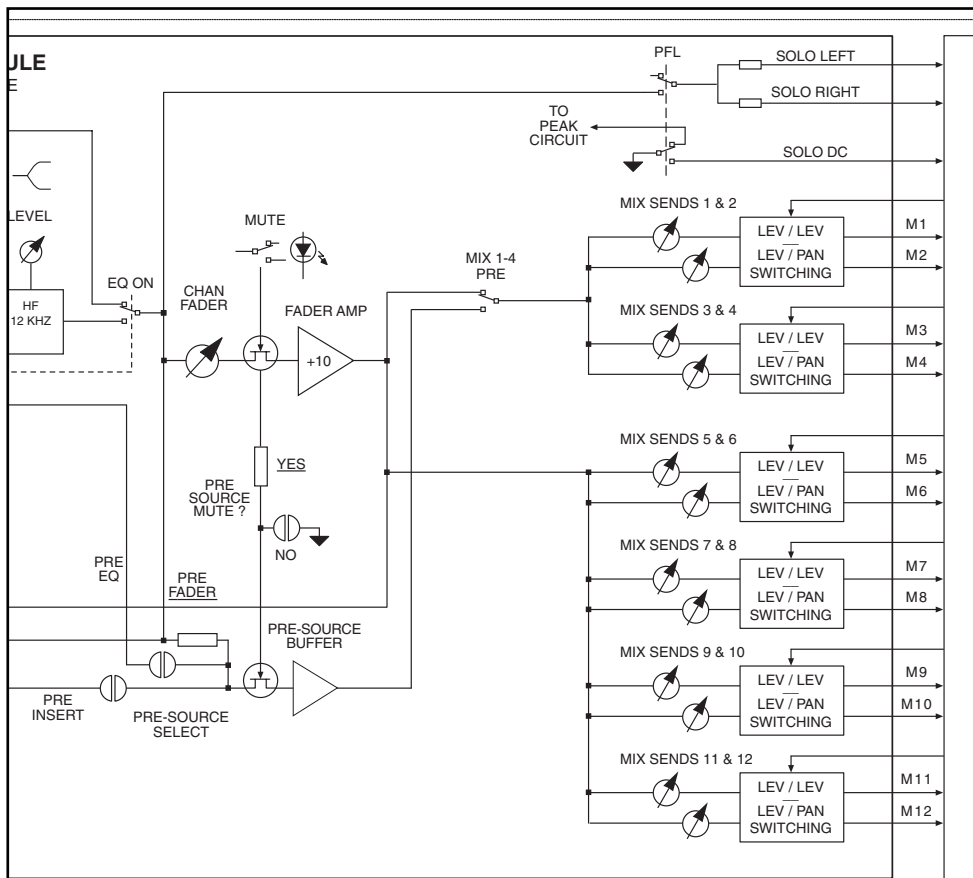 ULE
E
PFL
SOLO LEFT
SOLO RIGHT
TO
PEAK
CIRCUIT
SOLO DC
LEVEL
HF
12 KHZ
EQ ON
MUTE
CHAN
FADER
FADER AMP
+10
MIX 1-4
PRE
MIX SENDS 1 & 2
LEV / LEV
LEV / PAN
SWITCHING
M1
M2
MIX SENDS 3 & 4
LEV / LEV
LEV / PAN
SWITCHING
M3
M4
YES
PRE
SOURCE
MUTE ?
NO
MIX SENDS 5 & 6
LEV / LEV
LEV / PAN
SWITCHING
M5
M6
MIX SENDS 7 & 8
LEV / LEV
LEV / PAN
SWITCHING
M7
M8
PRE
EQ
PRE
FADER
PRE-SOURCE
BUFFER
PRE
INSERT
PRE-SOURCE
SELECT
MIX SENDS 9 & 10
LEV / LEV
LEV / PAN
SWITCHING
M9
M10
MIX SENDS 11 & 12
LEV / LEV
LEV / PAN
SWITCHING
M11
M12